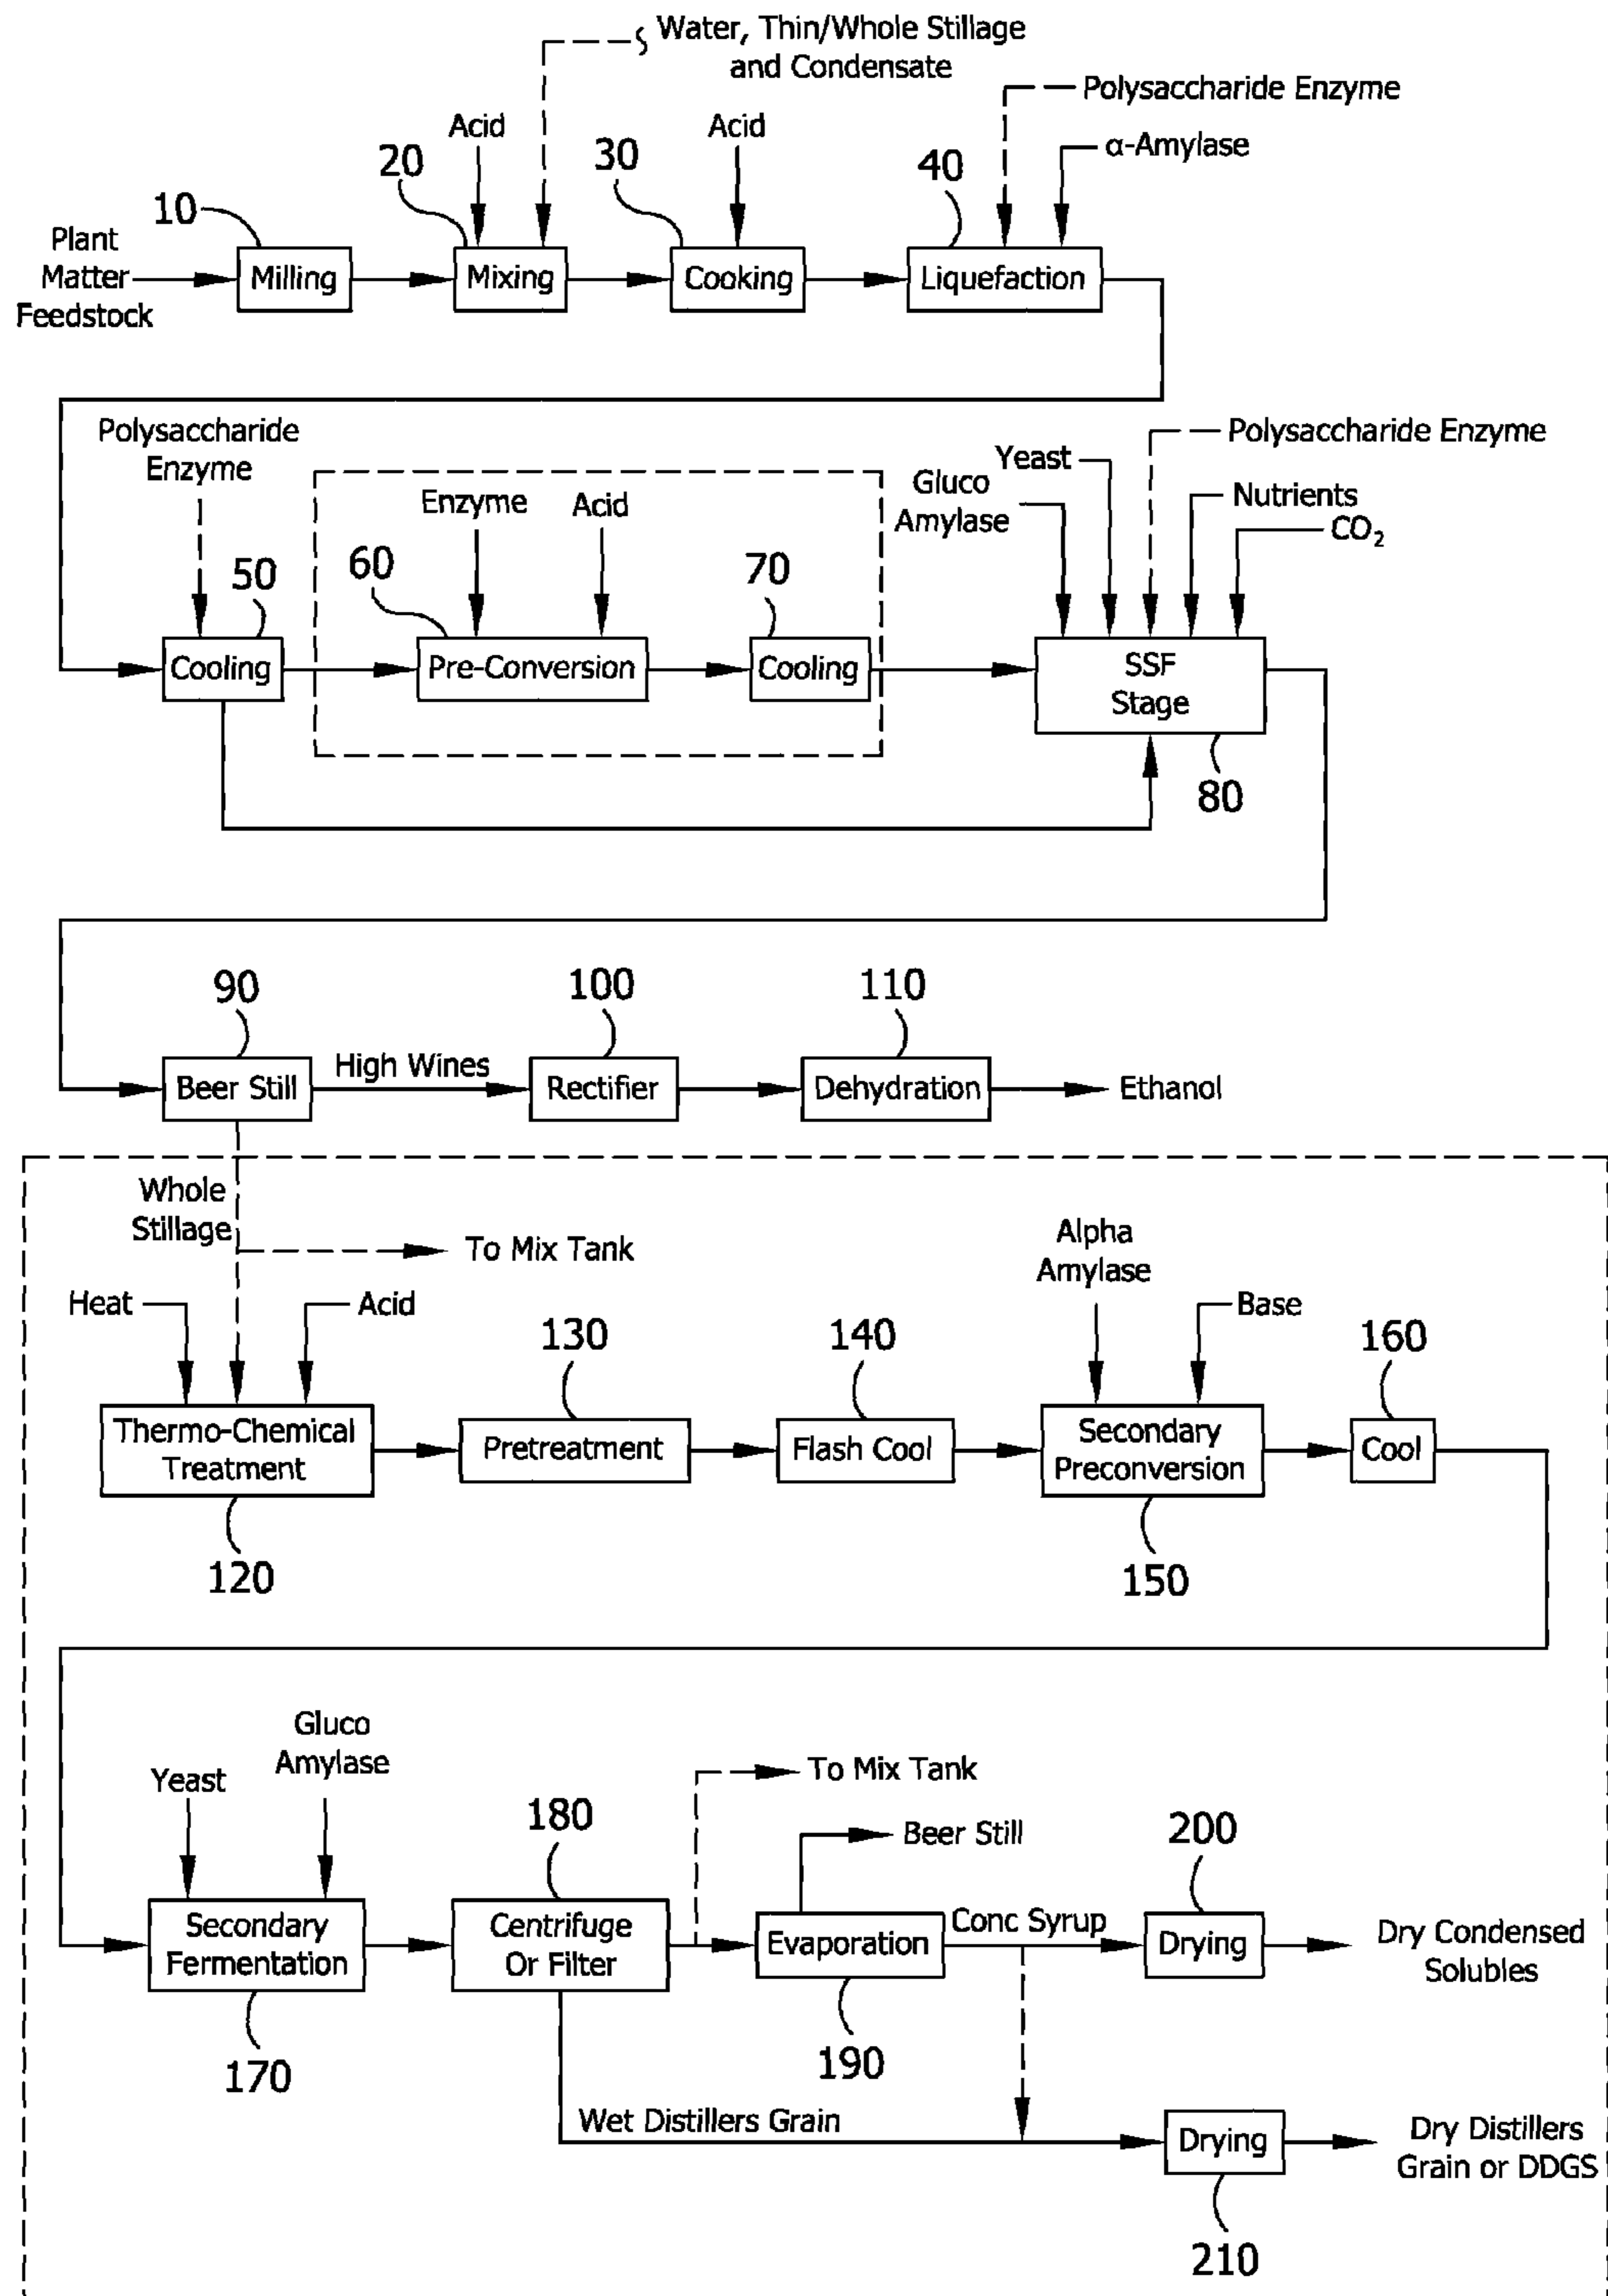 Water, Thin/Whole Stillage
and Condensate
Polysaccharide Enzyme
Acid
Acid
α-Amylase
10
20
30
40
Plant
Matter
Feedstock
Milling
Mixing
Cooking
Liquefaction
Polysaccharide
Enzyme
Enzyme
Acid
Gluco
Amylase
Yeast
Polysaccharide Enzyme
Nutrients
CO2
50
60
70
Cooling
Pre-Conversion
Cooling
SSF
Stage
80
90
100
110
Beer Still
High Wines
Rectifier
Dehydration
Ethanol
Whole
Stillage
To Mix Tank
Alpha
Amylase
Heat
Acid
Base
130
140
160
Thermo-Chemical
Treatment
Pretreatment
Flash Cool
Secondary
Preconversion
Cool
120
150
Yeast
Gluco
Amylase
To Mix Tank
180
Beer Still
200
Secondary
Fermentation
Centrifuge
Or Filter
Evaporation
Conc Syrup
Drying
Dry Condensed
Solubles
170
190
Wet Distillers Grain
Drying
Dry Distillers
Grain or DDGS
210